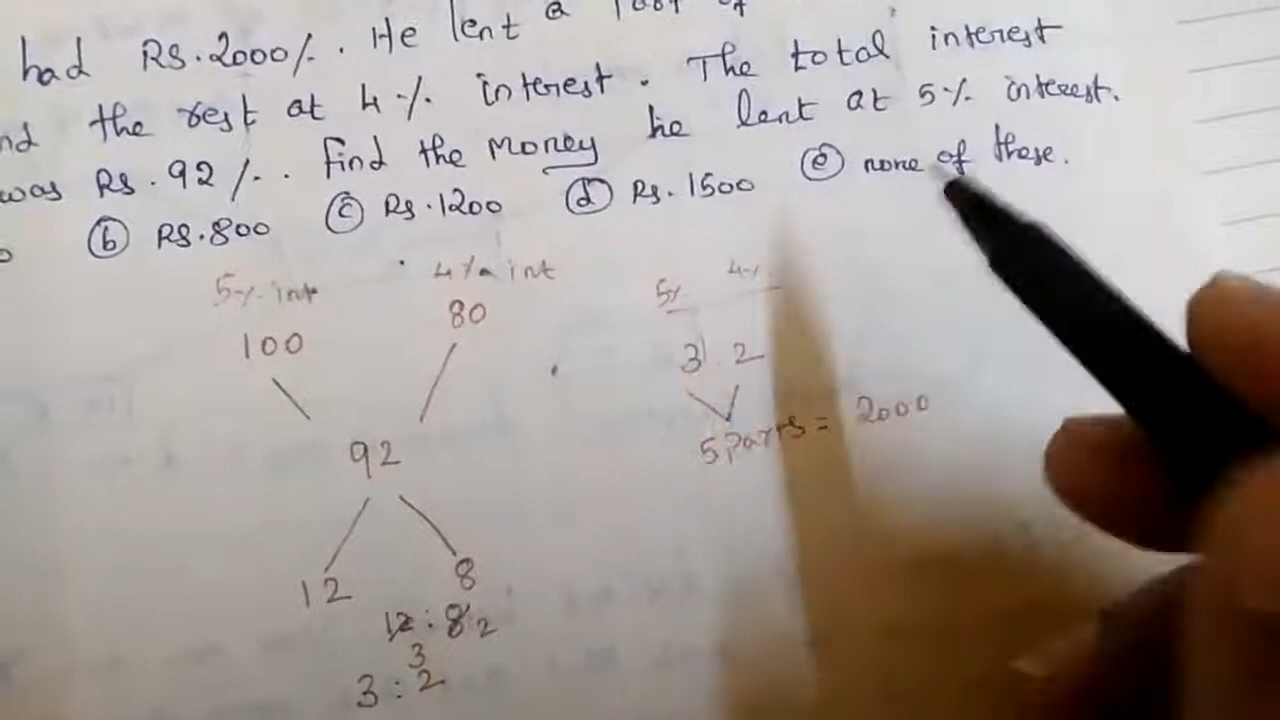 had Rs.2000/-. He lent a
the rest at 4% interest. The total interest
was Rs.92/-. Find the money he lent at 5% interest.
(b) Rs.800 (c) Rs.1200 (d) Rs.1500 (e) none of these.
5% int 4% int
100 80
92
12 8
12:8 2
3
3:2
5% 4%
3 2
5 parts = 2000